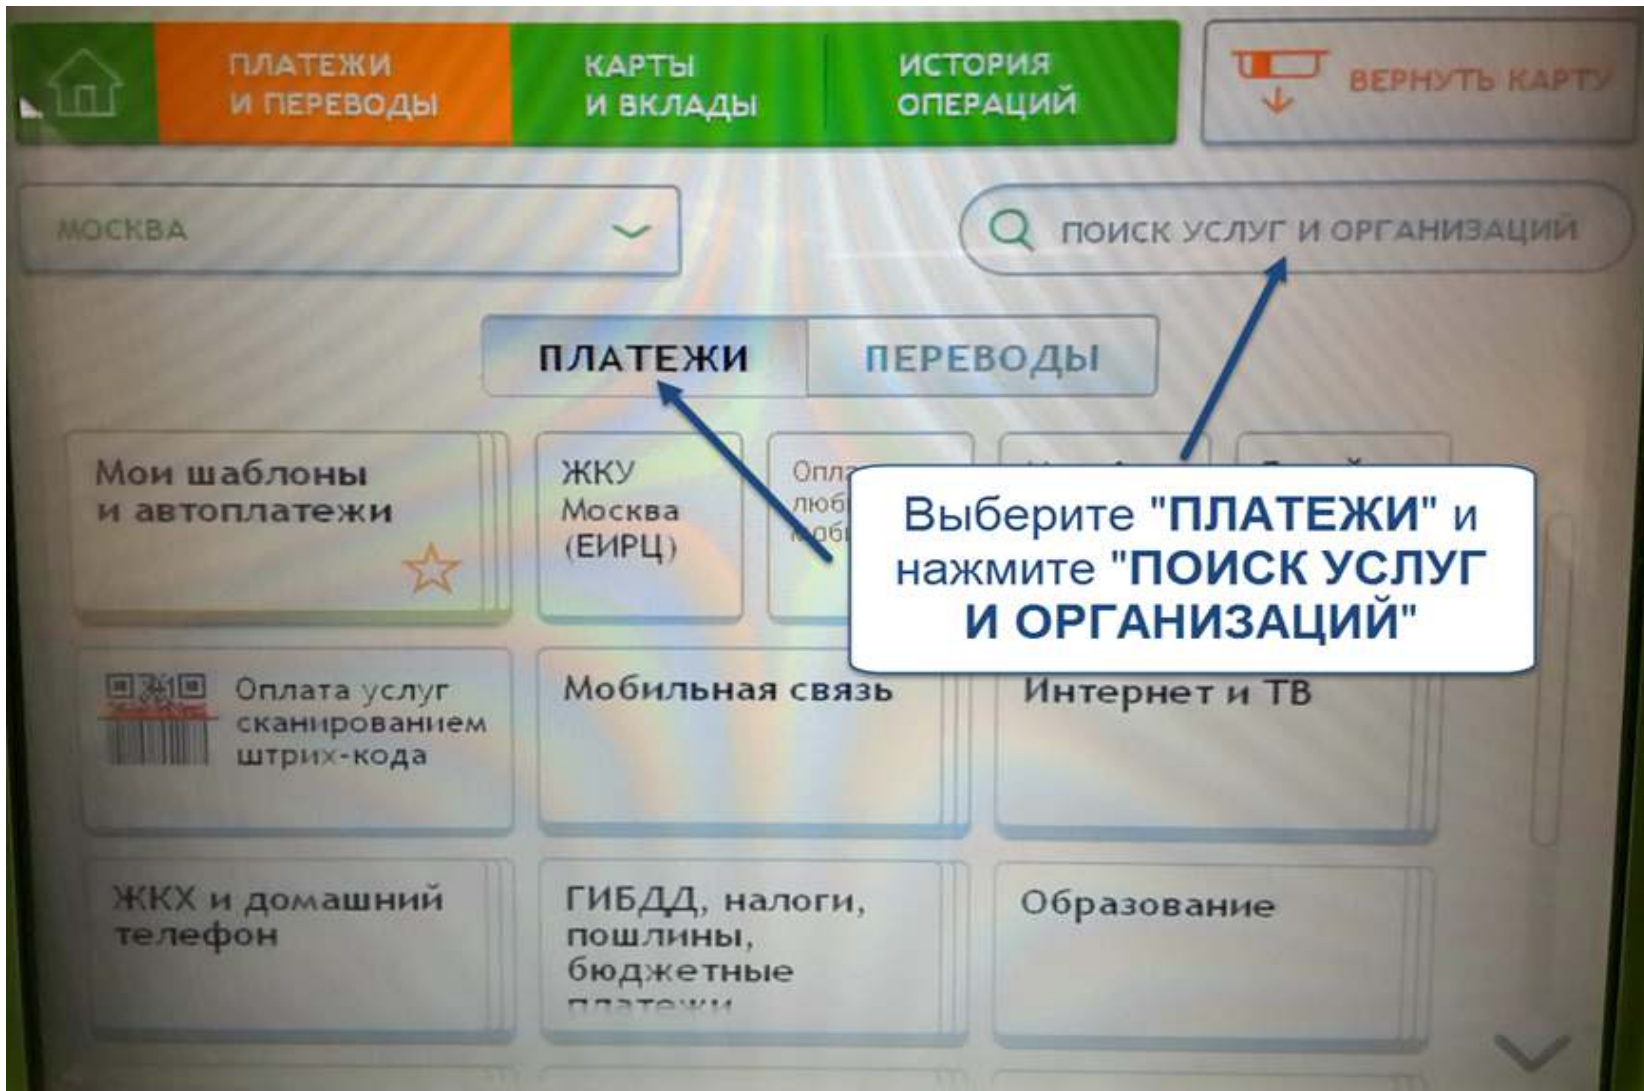 ПЛАТЕЖИ
И ПЕРЕВОДЫ
КАРТЫ
И ВКЛАДЫ
ИСТОРИЯ
ОПЕРАЦИЙ
ВЕРНУТЬ КАРТУ
МОСКВА
ПОИСК УСЛУГ И ОРГАНИЗАЦИЙ
ПЛАТЕЖИ
ПЕРЕВОДЫ
Мои шаблоны
и автоплатежи
ЖКУ
Москва
(ЕИРЦ)
Выберите "ПЛАТЕЖИ" и
нажмите "ПОИСК УСЛУГ
И ОРГАНИЗАЦИЙ"
Оплата услуг
сканированием
штрих-кода
Мобильная связь
Интернет и ТВ
ЖКХ и домашний
телефон
ГИБДД, налоги,
пошлины,
бюджетные
платежи
Образование